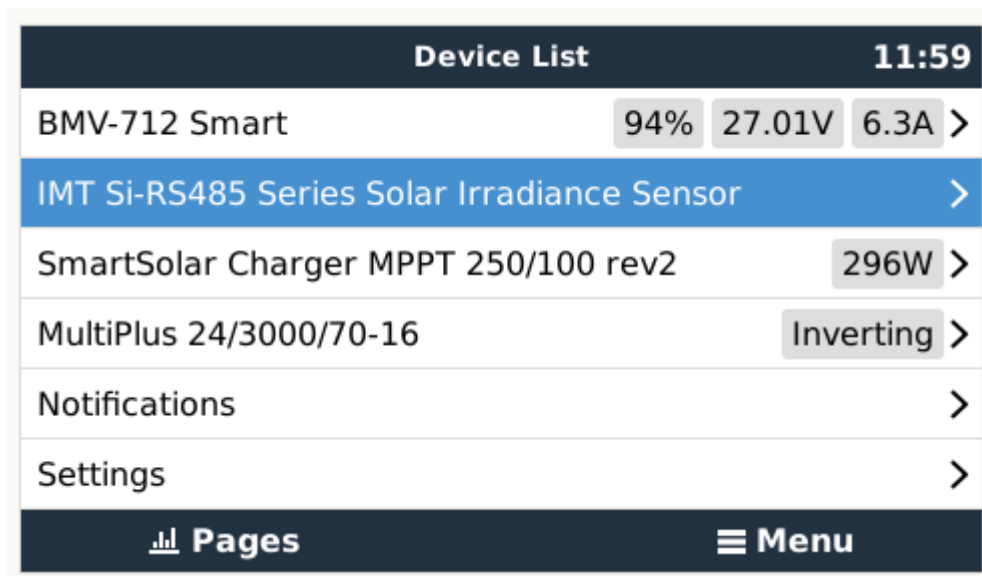 Device List 11:59
BMV-712 Smart 94% 27.01V 6.3A
IMT Si-RS485 Series Solar Irradiance Sensor
SmartSolar Charger MPPT 250/100 rev2 296W
MultiPlus 24/3000/70-16 Inverting
Notifications
Settings
Pages Menu